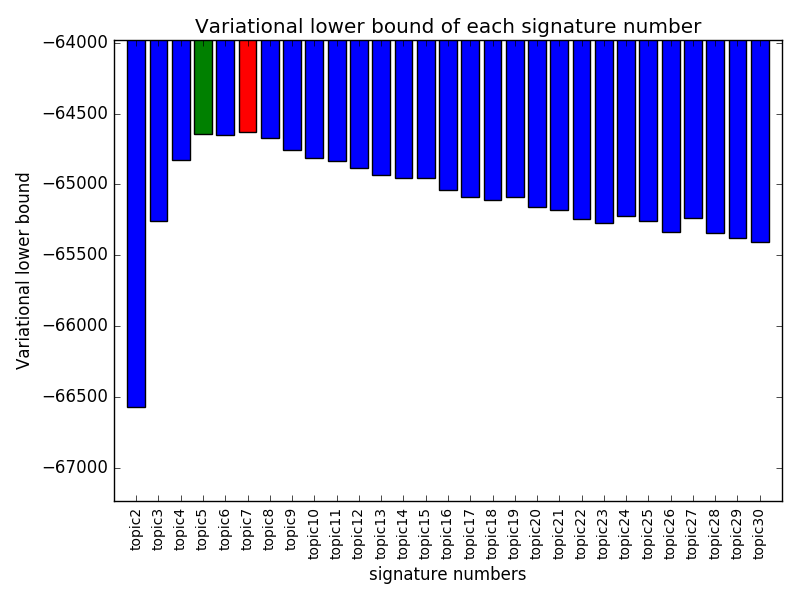 Variational lower bound of each signature number
Variational lower bound
−64000
−64500
−65000
−65500
−66000
−66500
−67000
topic2
topic3
topic4
topic5
topic6
topic7
topic8
topic9
topic10
topic11
topic12
topic13
topic14
topic15
topic16
topic17
topic18
topic19
topic20
topic21
topic22
topic23
topic24
topic25
topic26
topic27
topic28
topic29
topic30
signature numbers